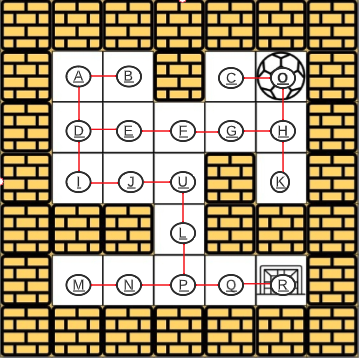 A B C O
D E F G H
I J U K
L
M N P Q R